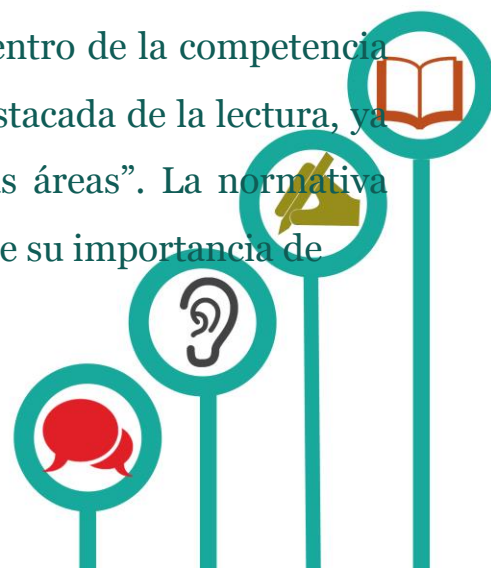 entro de la competencia
stacada de la lectura, ya
s áreas”. La normativa
e su importancia de